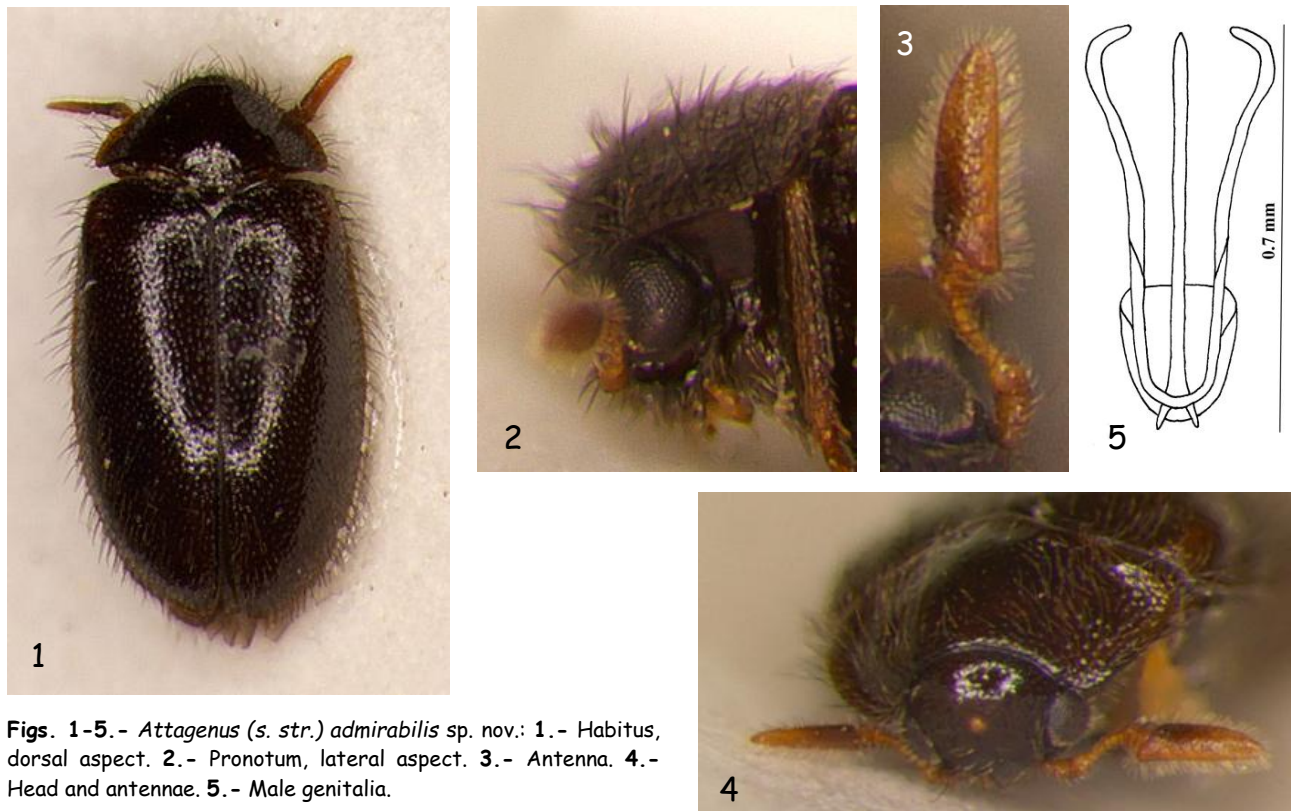 1
2
3
5
0.7 mm
4
Figs. 1-5.- Attagenus (s. str.) admirabilis sp. nov.: 1.- Habitus,
dorsal aspect. 2.- Pronotum, lateral aspect. 3.- Antenna. 4.-
Head and antennae. 5.- Male genitalia.